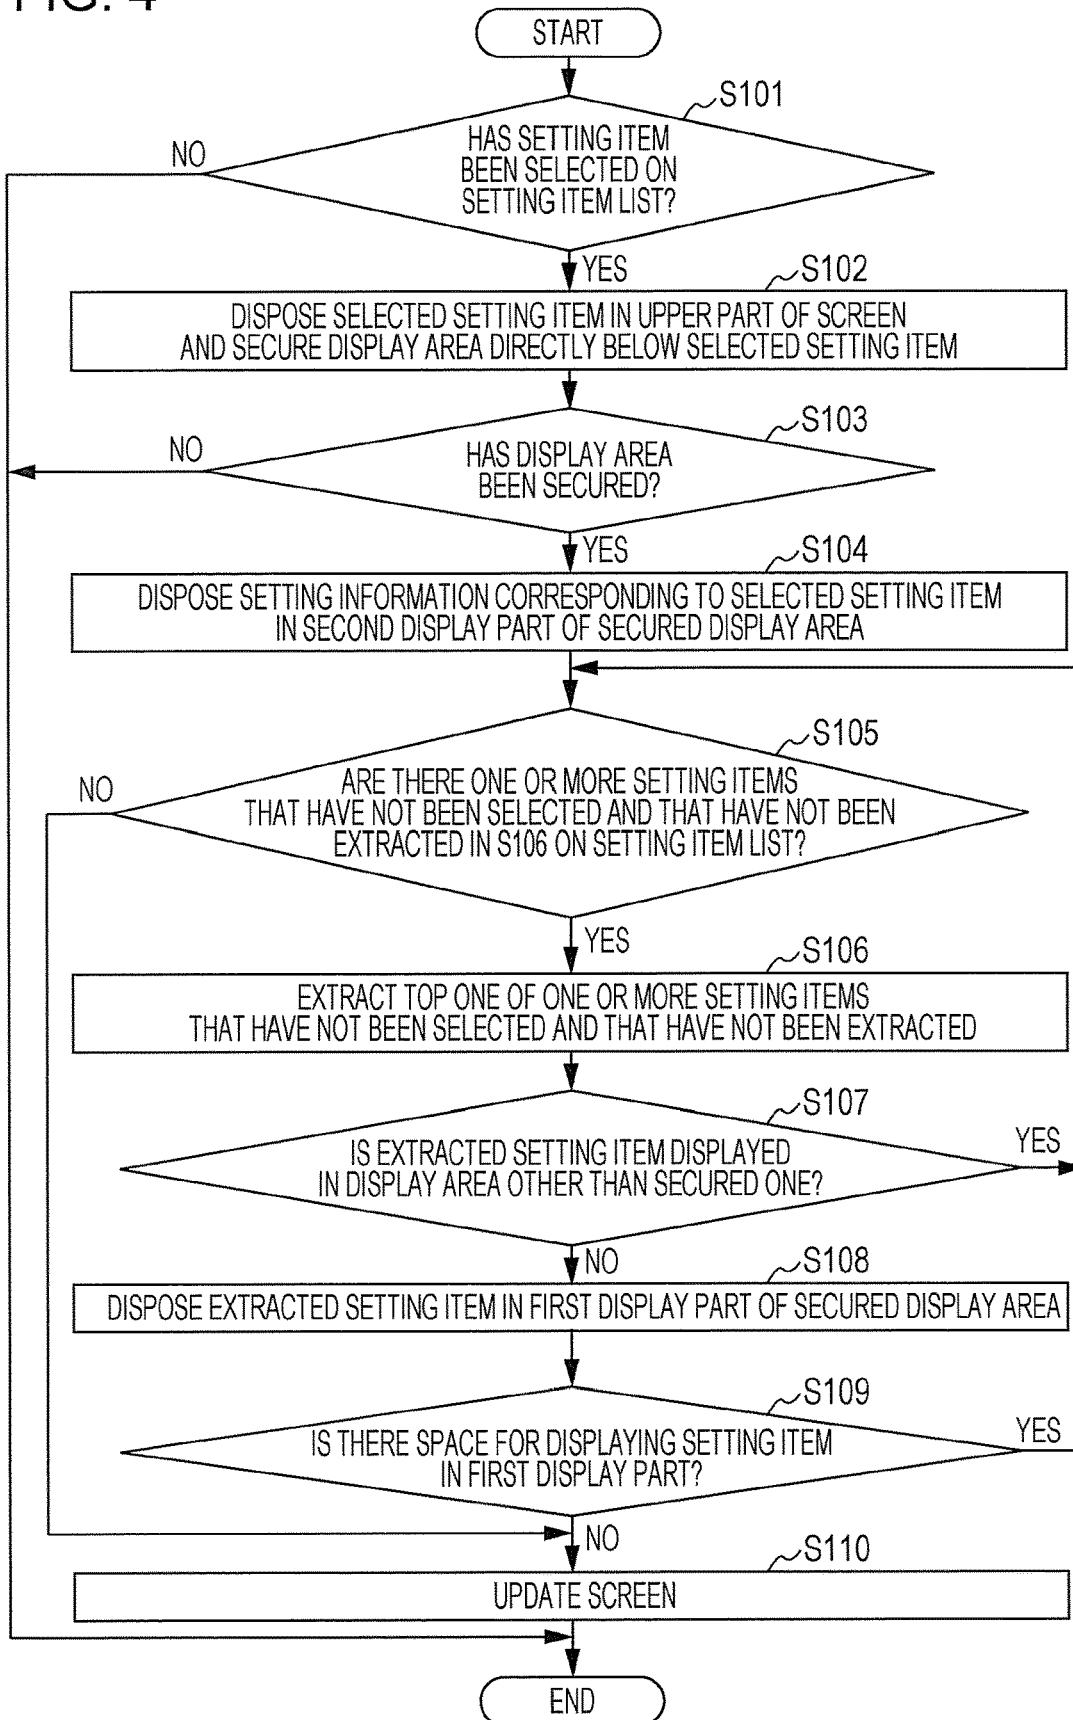 FIG. 4
START
S101
NO
HAS SETTING ITEM
BEEN SELECTED ON
SETTING ITEM LIST?
YES
S102
DISPOSE SELECTED SETTING ITEM IN UPPER PART OF SCREEN
AND SECURE DISPLAY AREA DIRECTLY BELOW SELECTED SETTING ITEM
S103
NO
HAS DISPLAY AREA
BEEN SECURED?
YES
S104
DISPOSE SETTING INFORMATION CORRESPONDING TO SELECTED SETTING ITEM
IN SECOND DISPLAY PART OF SECURED DISPLAY AREA
S105
NO
ARE THERE ONE OR MORE SETTING ITEMS
THAT HAVE NOT BEEN SELECTED AND THAT HAVE NOT BEEN
EXTRACTED IN S106 ON SETTING ITEM LIST?
YES
S106
EXTRACT TOP ONE OF ONE OR MORE SETTING ITEMS
THAT HAVE NOT BEEN SELECTED AND THAT HAVE NOT BEEN EXTRACTED
S107
YES
IS EXTRACTED SETTING ITEM DISPLAYED
IN DISPLAY AREA OTHER THAN SECURED ONE?
NO
S108
DISPOSE EXTRACTED SETTING ITEM IN FIRST DISPLAY PART OF SECURED DISPLAY AREA
S109
YES
IS THERE SPACE FOR DISPLAYING SETTING ITEM
IN FIRST DISPLAY PART?
NO
S110
UPDATE SCREEN
END